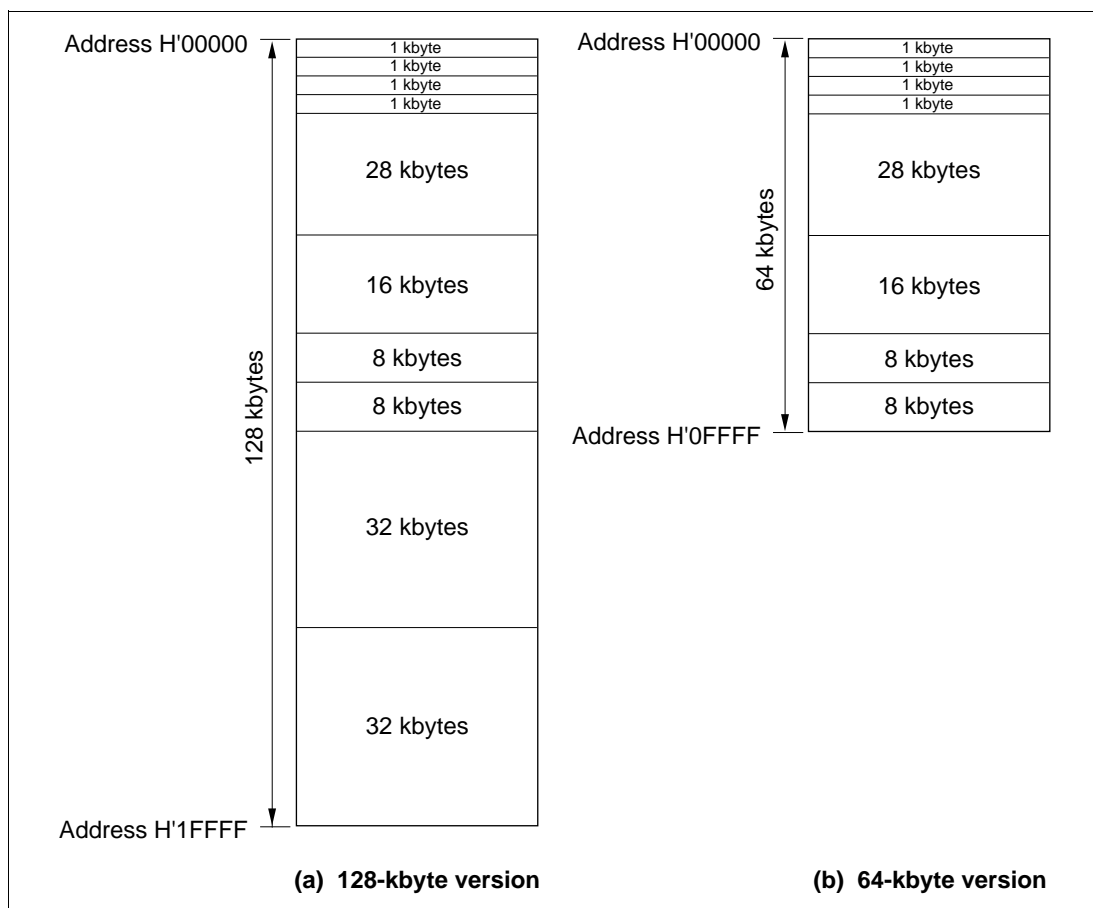 Address H'00000
1 kbyte
1 kbyte
1 kbyte
1 kbyte
28 kbytes
16 kbytes
8 kbytes
8 kbytes
32 kbytes
32 kbytes
128 kbytes
Address H'1FFFF
(a) 128-kbyte version
Address H'00000
1 kbyte
1 kbyte
1 kbyte
1 kbyte
28 kbytes
16 kbytes
8 kbytes
8 kbytes
64 kbytes
Address H'0FFFF
(b) 64-kbyte version